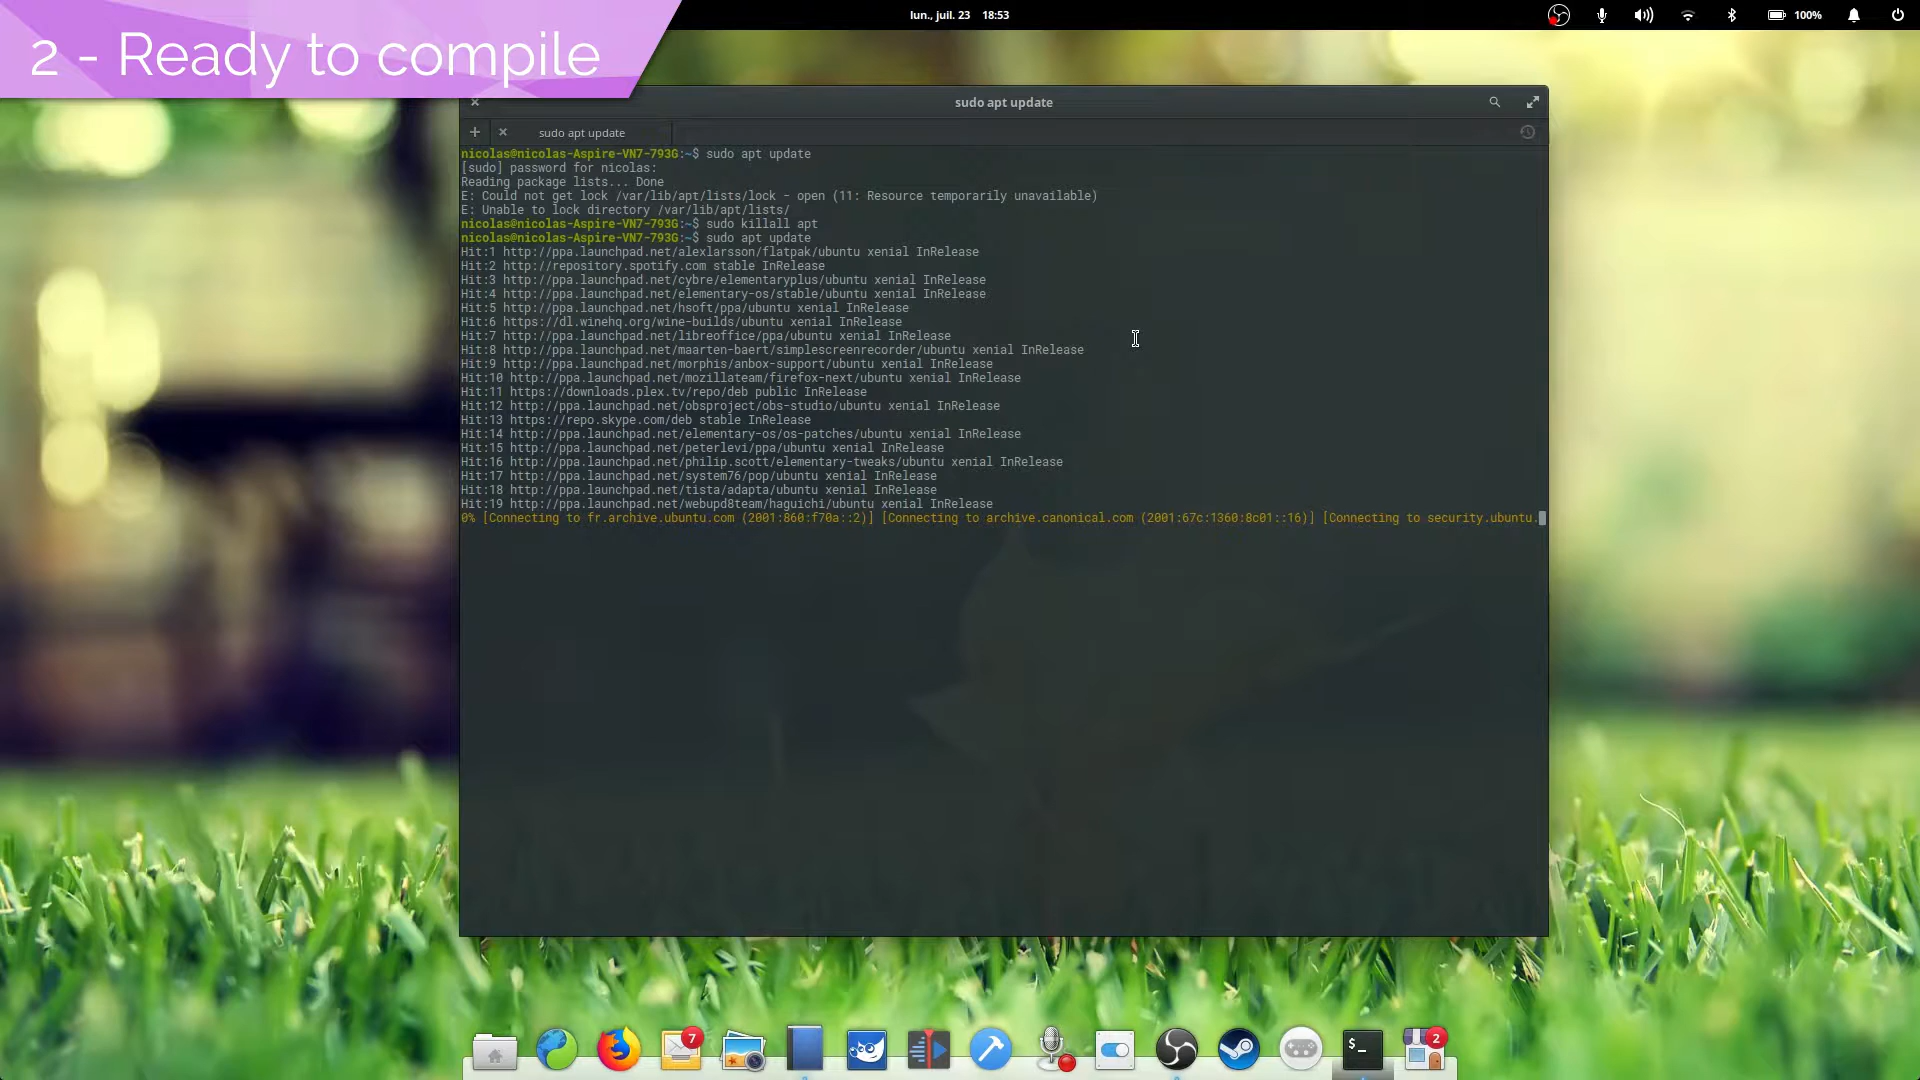 2 - Ready to compile
lun., juil. 23 18:53
100%
sudo apt update
sudo apt update
nicolas@nicolas-Aspire-VN7-793G:~$ sudo apt update
[sudo] password for nicolas:
Reading package lists... Done
E: Could not get lock /var/lib/apt/lists/lock - open (11: Resource temporarily unavailable)
E: Unable to lock directory /var/lib/apt/lists/
nicolas@nicolas-Aspire-VN7-793G:~$ sudo killall apt
nicolas@nicolas-Aspire-VN7-793G:~$ sudo apt update
Hit:1 http://ppa.launchpad.net/alexlarsson/flatpak/ubuntu xenial InRelease
Hit:2 http://repository.spotify.com stable InRelease
Hit:3 http://ppa.launchpad.net/cybre/elementaryplus/ubuntu xenial InRelease
Hit:4 http://ppa.launchpad.net/elementary-os/stable/ubuntu xenial InRelease
Hit:5 http://ppa.launchpad.net/hsoft/ppa/ubuntu xenial InRelease
Hit:6 https://dl.winehq.org/wine-builds/ubuntu xenial InRelease
Hit:7 http://ppa.launchpad.net/libreoffice/ppa/ubuntu xenial InRelease
Hit:8 http://ppa.launchpad.net/maarten-baert/simplescreenrecorder/ubuntu xenial InRelease
Hit:9 http://ppa.launchpad.net/morphis/anbox-support/ubuntu xenial InRelease
Hit:10 http://ppa.launchpad.net/mozillateam/firefox-next/ubuntu xenial InRelease
Hit:11 https://downloads.plex.tv/repo/deb public InRelease
Hit:12 http://ppa.launchpad.net/obsproject/obs-studio/ubuntu xenial InRelease
Hit:13 https://repo.skype.com/deb stable InRelease
Hit:14 http://ppa.launchpad.net/elementary-os/os-patches/ubuntu xenial InRelease
Hit:15 http://ppa.launchpad.net/peterlevi/ppa/ubuntu xenial InRelease
Hit:16 http://ppa.launchpad.net/philip.scott/elementary-tweaks/ubuntu xenial InRelease
Hit:17 http://ppa.launchpad.net/system76/pop/ubuntu xenial InRelease
Hit:18 http://ppa.launchpad.net/tista/adapta/ubuntu xenial InRelease
Hit:19 http://ppa.launchpad.net/webupd8team/haguichi/ubuntu xenial InRelease
0% [Connecting to fr.archive.ubuntu.com (2001:860:f70a::2)] [Connecting to archive.canonical.com (2001:67c:1360:8c01::16)] [Connecting to security.ubuntu.
7
$_
2